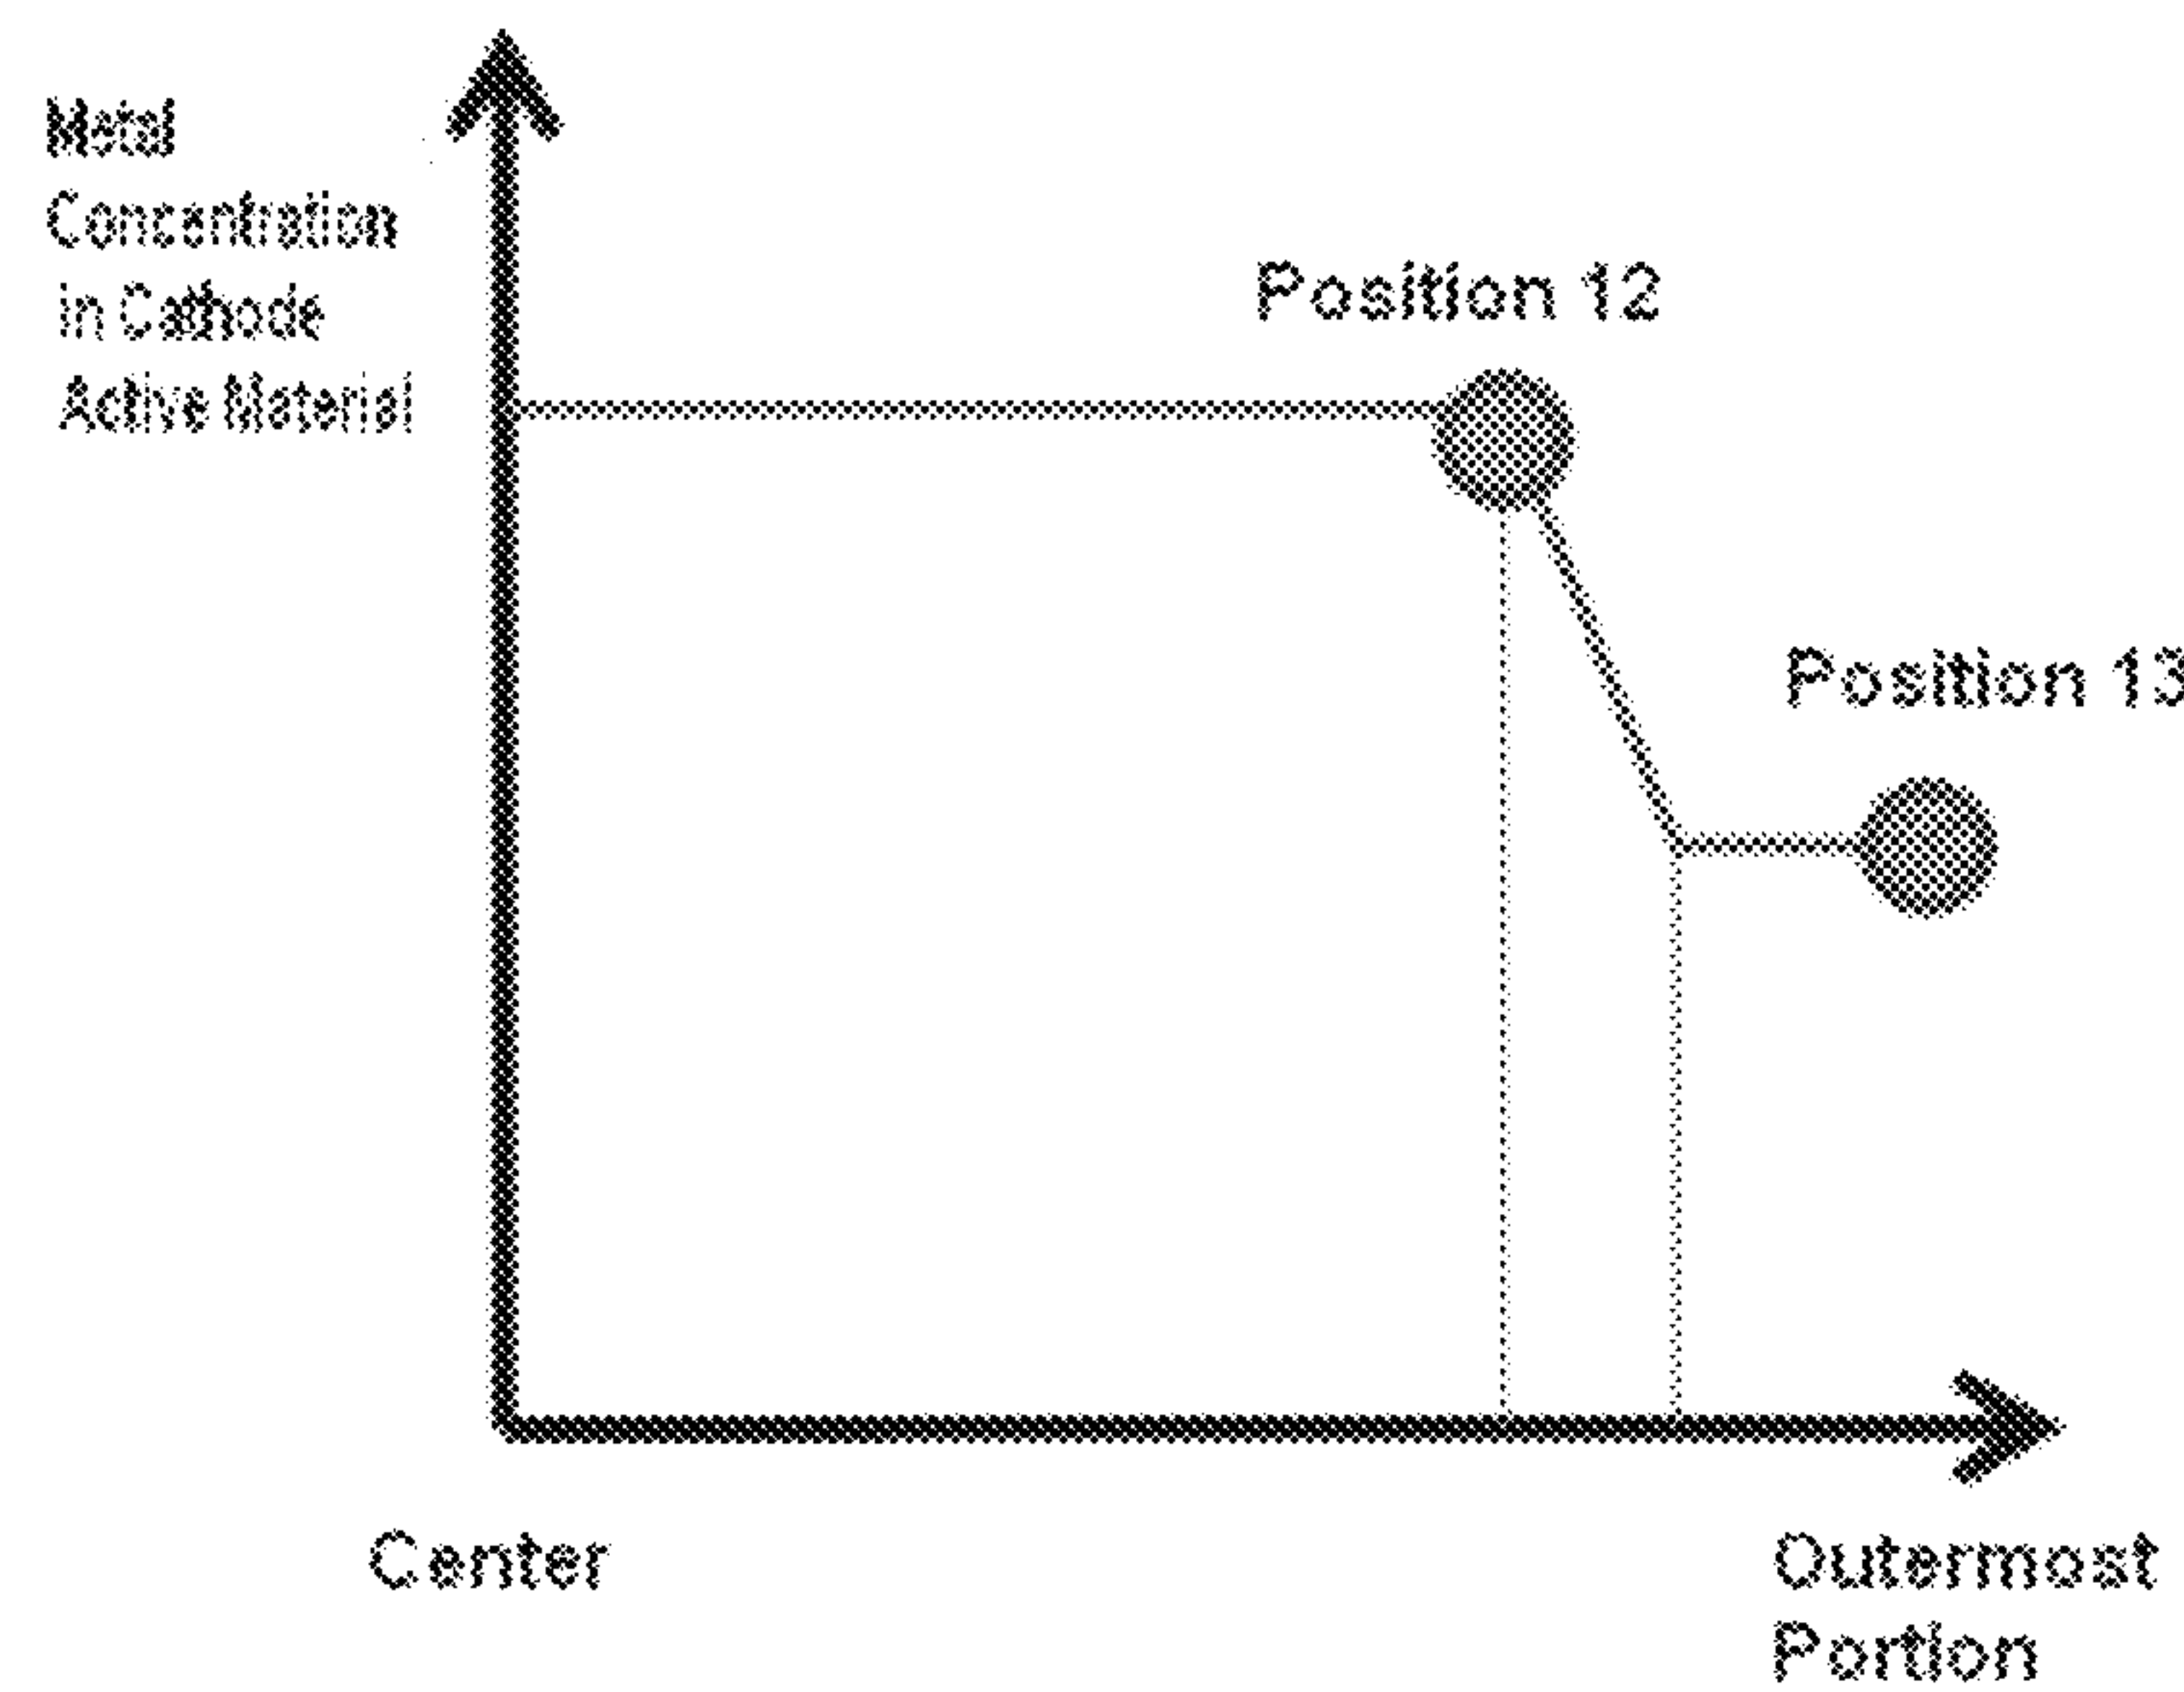 Metal
Concentration
in Cathode
Active Material
Position 12
Position 13
Center
Outermost
Portion